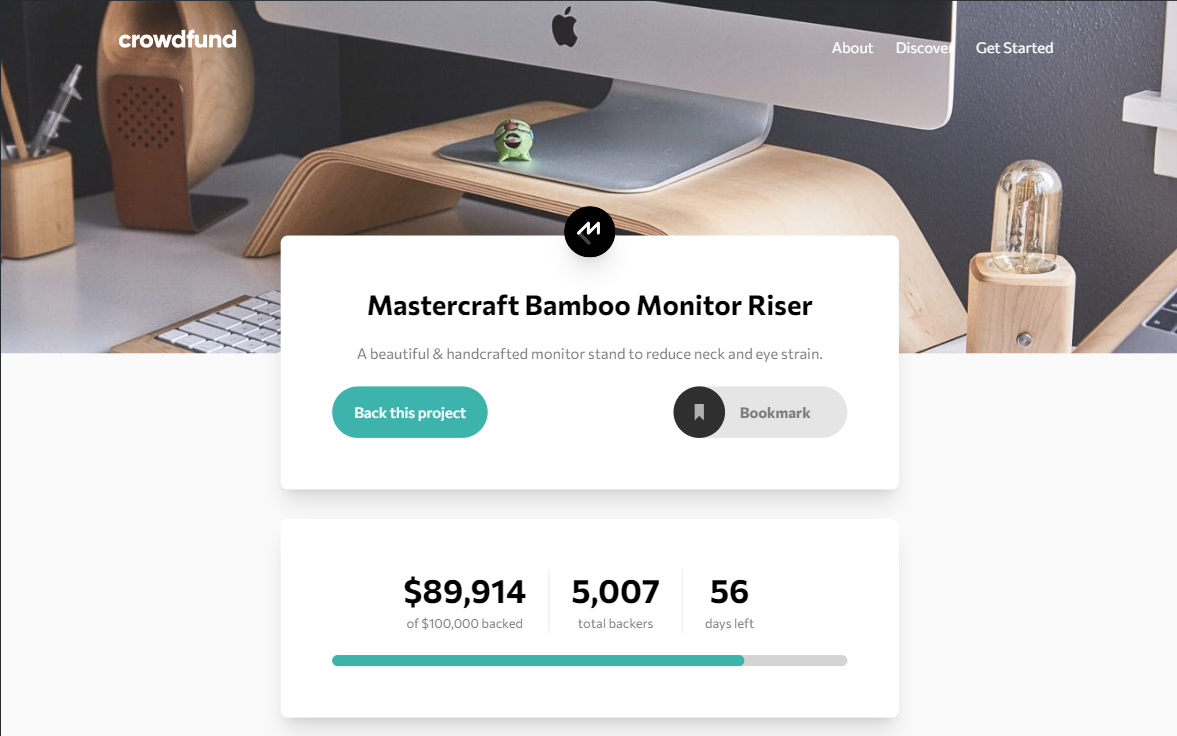 crowdfund
About Discover Get Started
Mastercraft Bamboo Monitor Riser
A beautiful & handcrafted monitor stand to reduce neck and eye strain.
Back this project Bookmark
$89,914 5,007 56
of $100,000 backed total backers days left